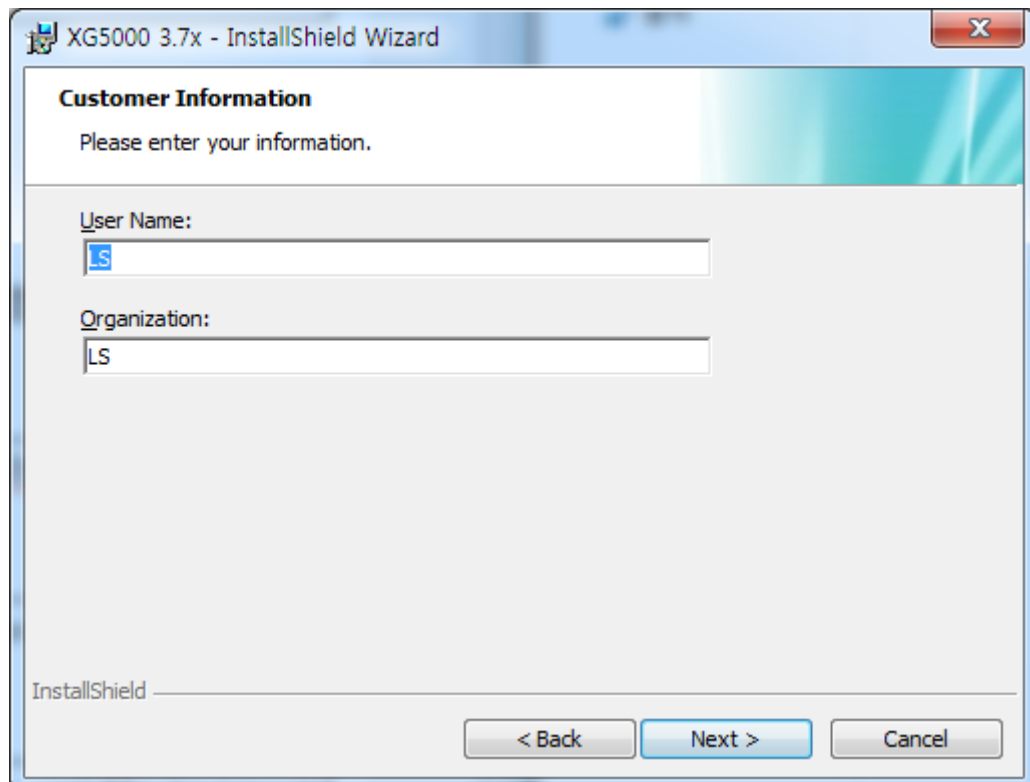 XG5000 3.7x - InstallShield Wizard
Customer Information
Please enter your information.
User Name:
LS
Organization:
LS
InstallShield
< Back
Next >
Cancel